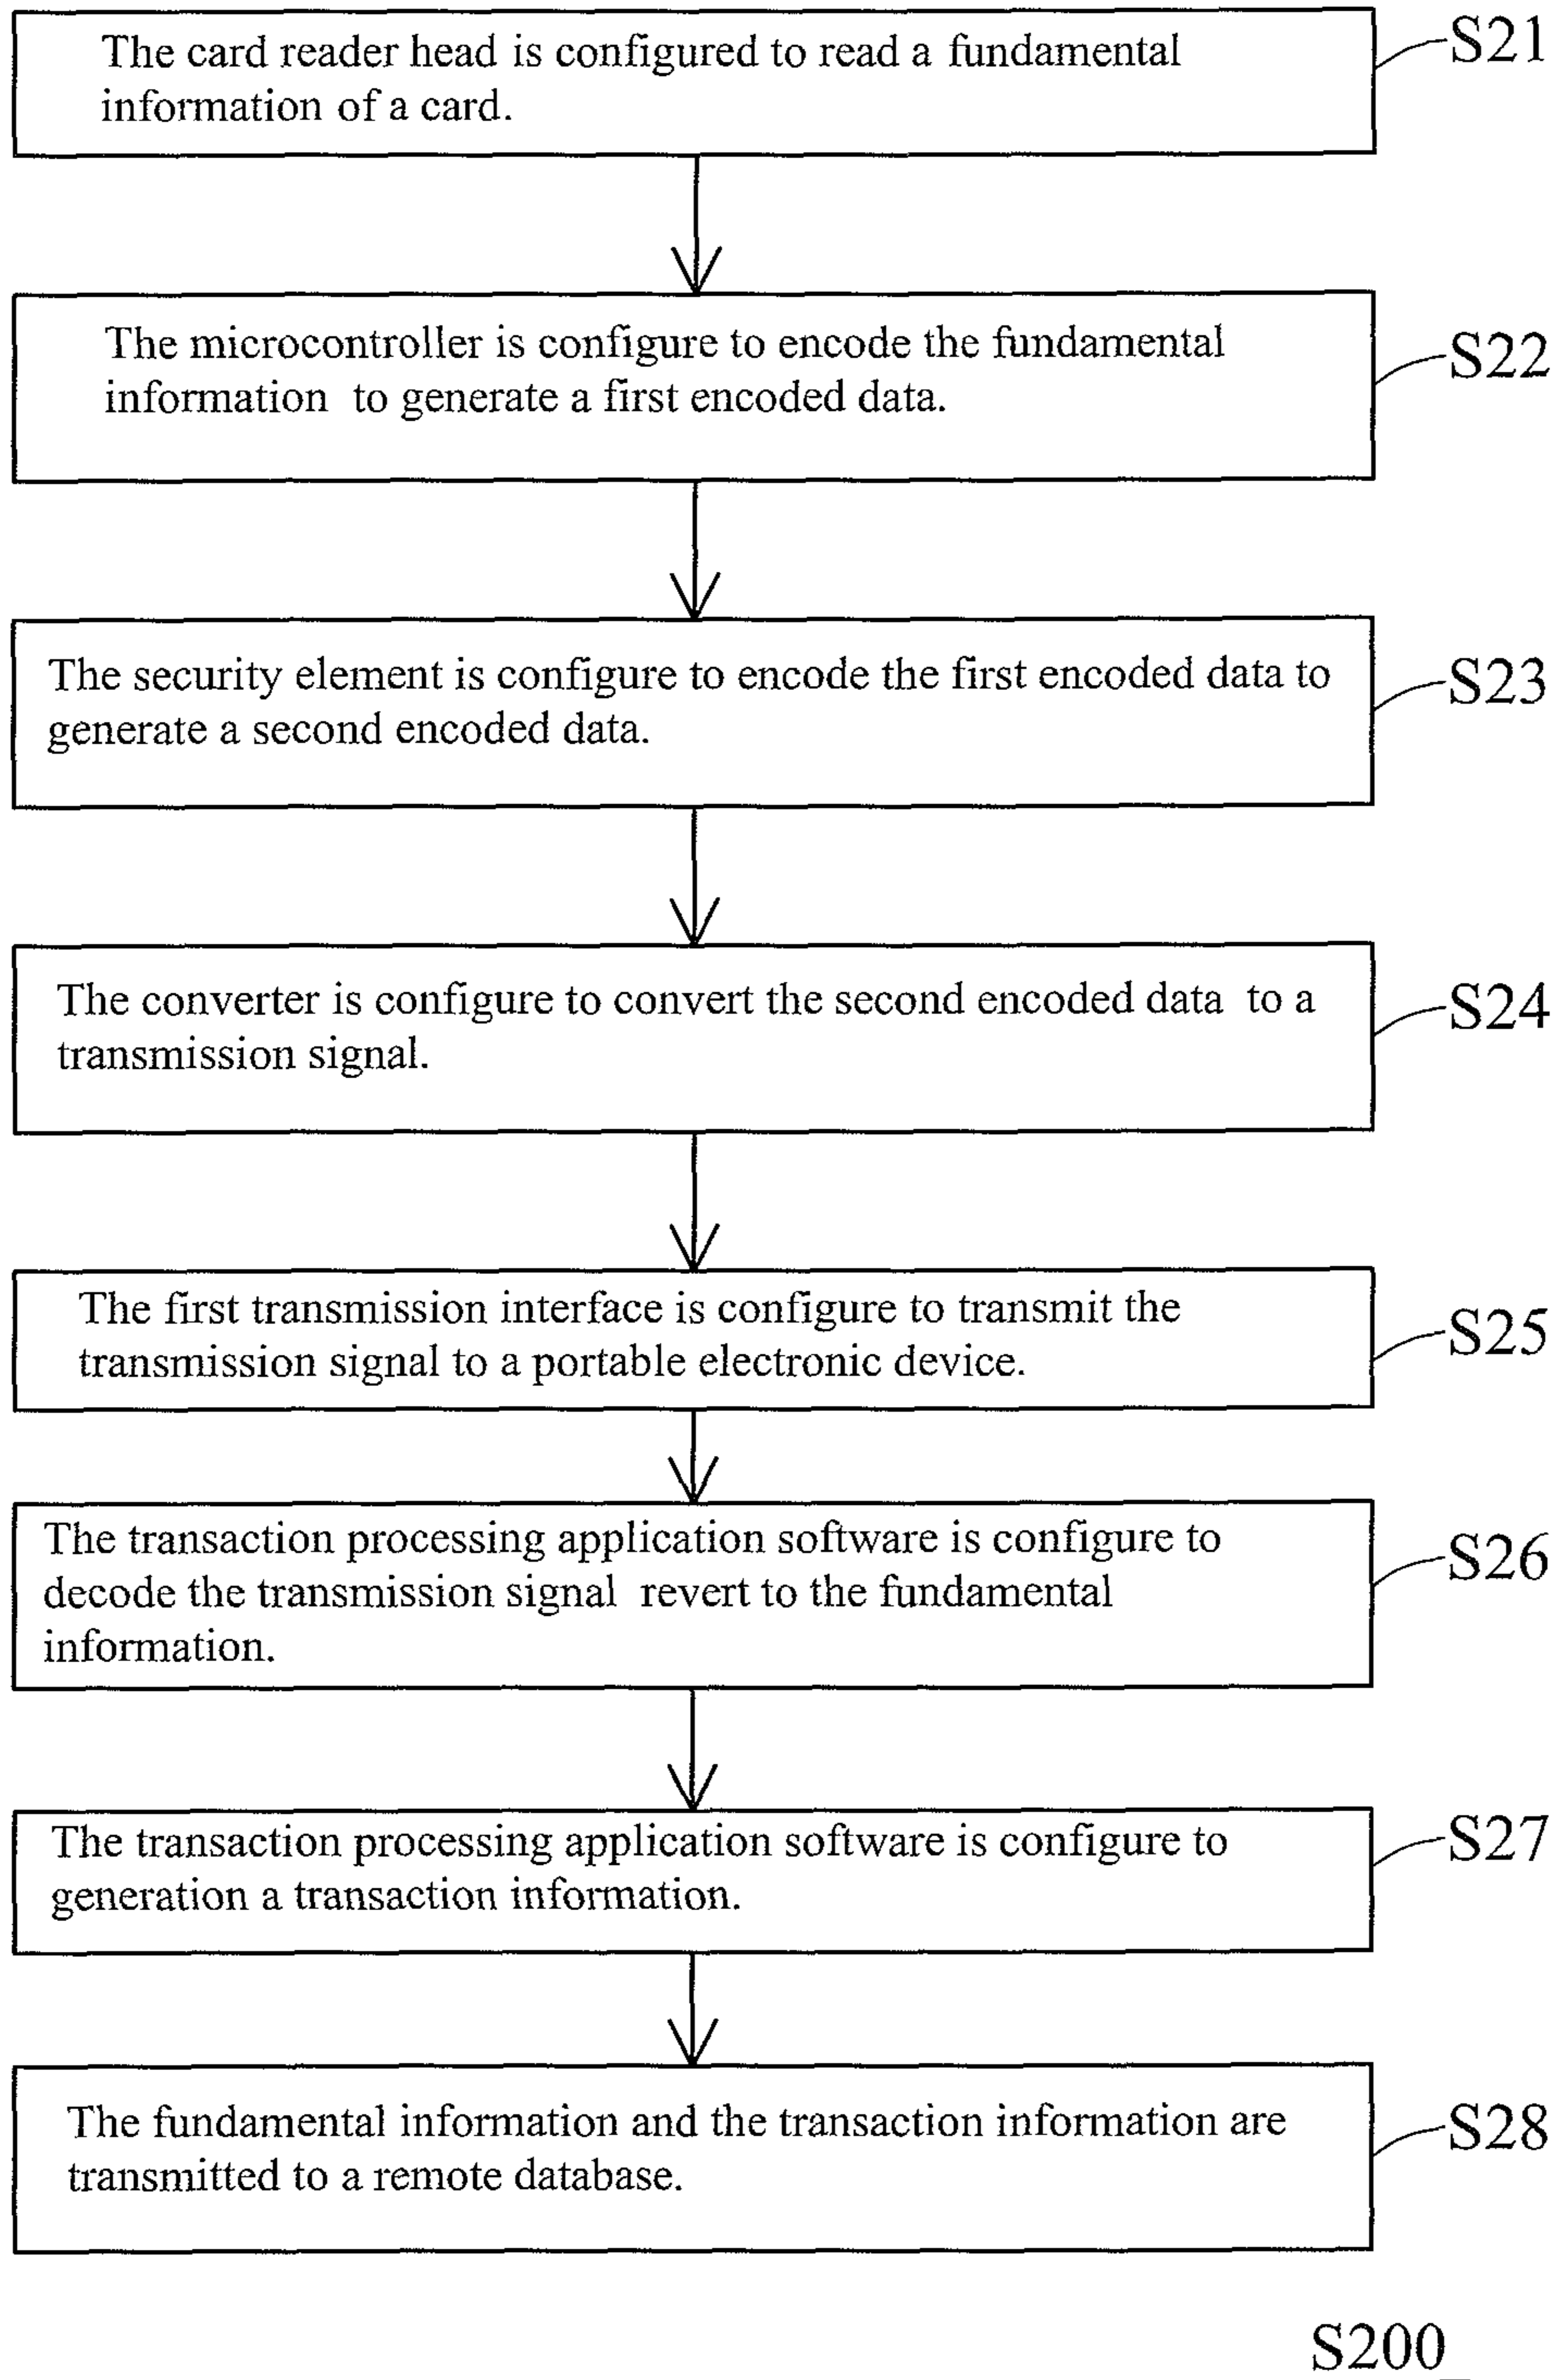 The card reader head is configured to read a fundamental
information of a card.
S21
The microcontroller is configure to encode the fundamental
information to generate a first encoded data.
S22
The security element is configure to encode the first encoded data to
generate a second encoded data.
S23
The converter is configure to convert the second encoded data to a
transmission signal.
S24
The first transmission interface is configure to transmit the
transmission signal to a portable electronic device.
S25
The transaction processing application software is configure to
decode the transmission signal revert to the fundamental
information.
S26
The transaction processing application software is configure to
generation a transaction information.
S27
The fundamental information and the transaction information are
transmitted to a remote database.
S28
S200